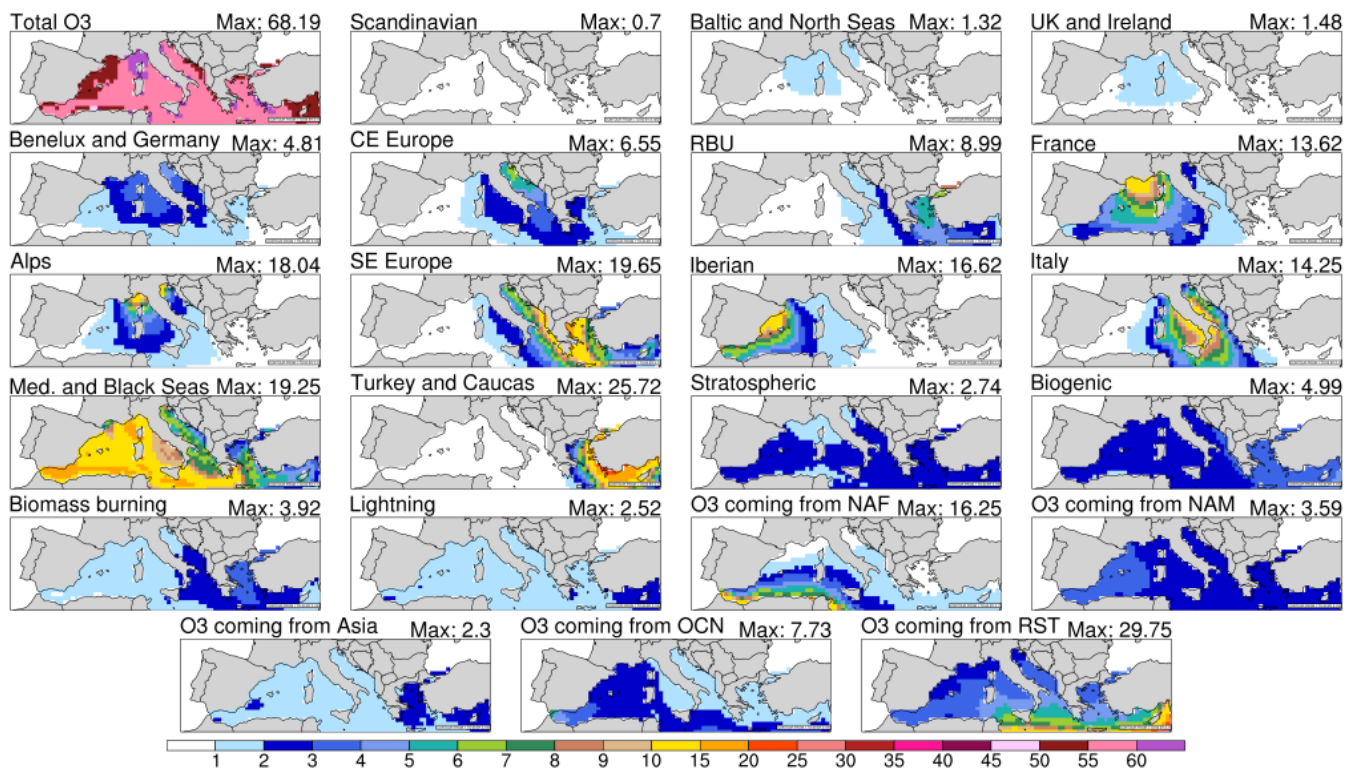 Total O3 Max: 68.19 Scandinavian Max: 0.7 Baltic and North Seas Max: 1.32 UK and Ireland Max: 1.48
Benelux and Germany Max: 4.81 CE Europe Max: 6.55 RBU Max: 8.99 France Max: 13.62
Alps Max: 18.04 SE Europe Max: 19.65 Iberian Max: 16.62 Italy Max: 14.25
Med. and Black Seas Max: 19.25 Turkey and Caucas Max: 25.72 Stratospheric Max: 2.74 Biogenic Max: 4.99
Biomass burning Max: 3.92 Lightning Max: 2.52 O3 coming from NAF Max: 16.25 O3 coming from NAM Max: 3.59
O3 coming from Asia Max: 2.3 O3 coming from OCN Max: 7.73 O3 coming from RST Max: 29.75
1 2 3 4 5 6 7 8 9 10 15 20 25 30 35 40 45 50 55 60